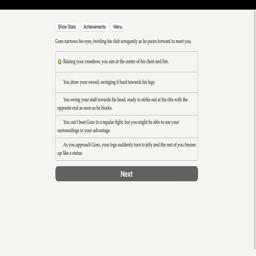 Show Stats
Achievements
Menu
Goro narrows his eyes, twirling his club arrogantly as he paces forward to meet you.
Raising your crossbow, you aim at the center of his chest and fire.
You draw your sword, swinging it hard towards his legs.
You swing your staff towards his head, ready to strike out at his ribs with the
opposite end as soon as he blocks.
You can't beat Goro in a regular fight, but you might be able to use your
surroundings to your advantage.
As you approach Goro, your legs suddenly turn to jelly and the rest of you freezes
up like a statue.
Next